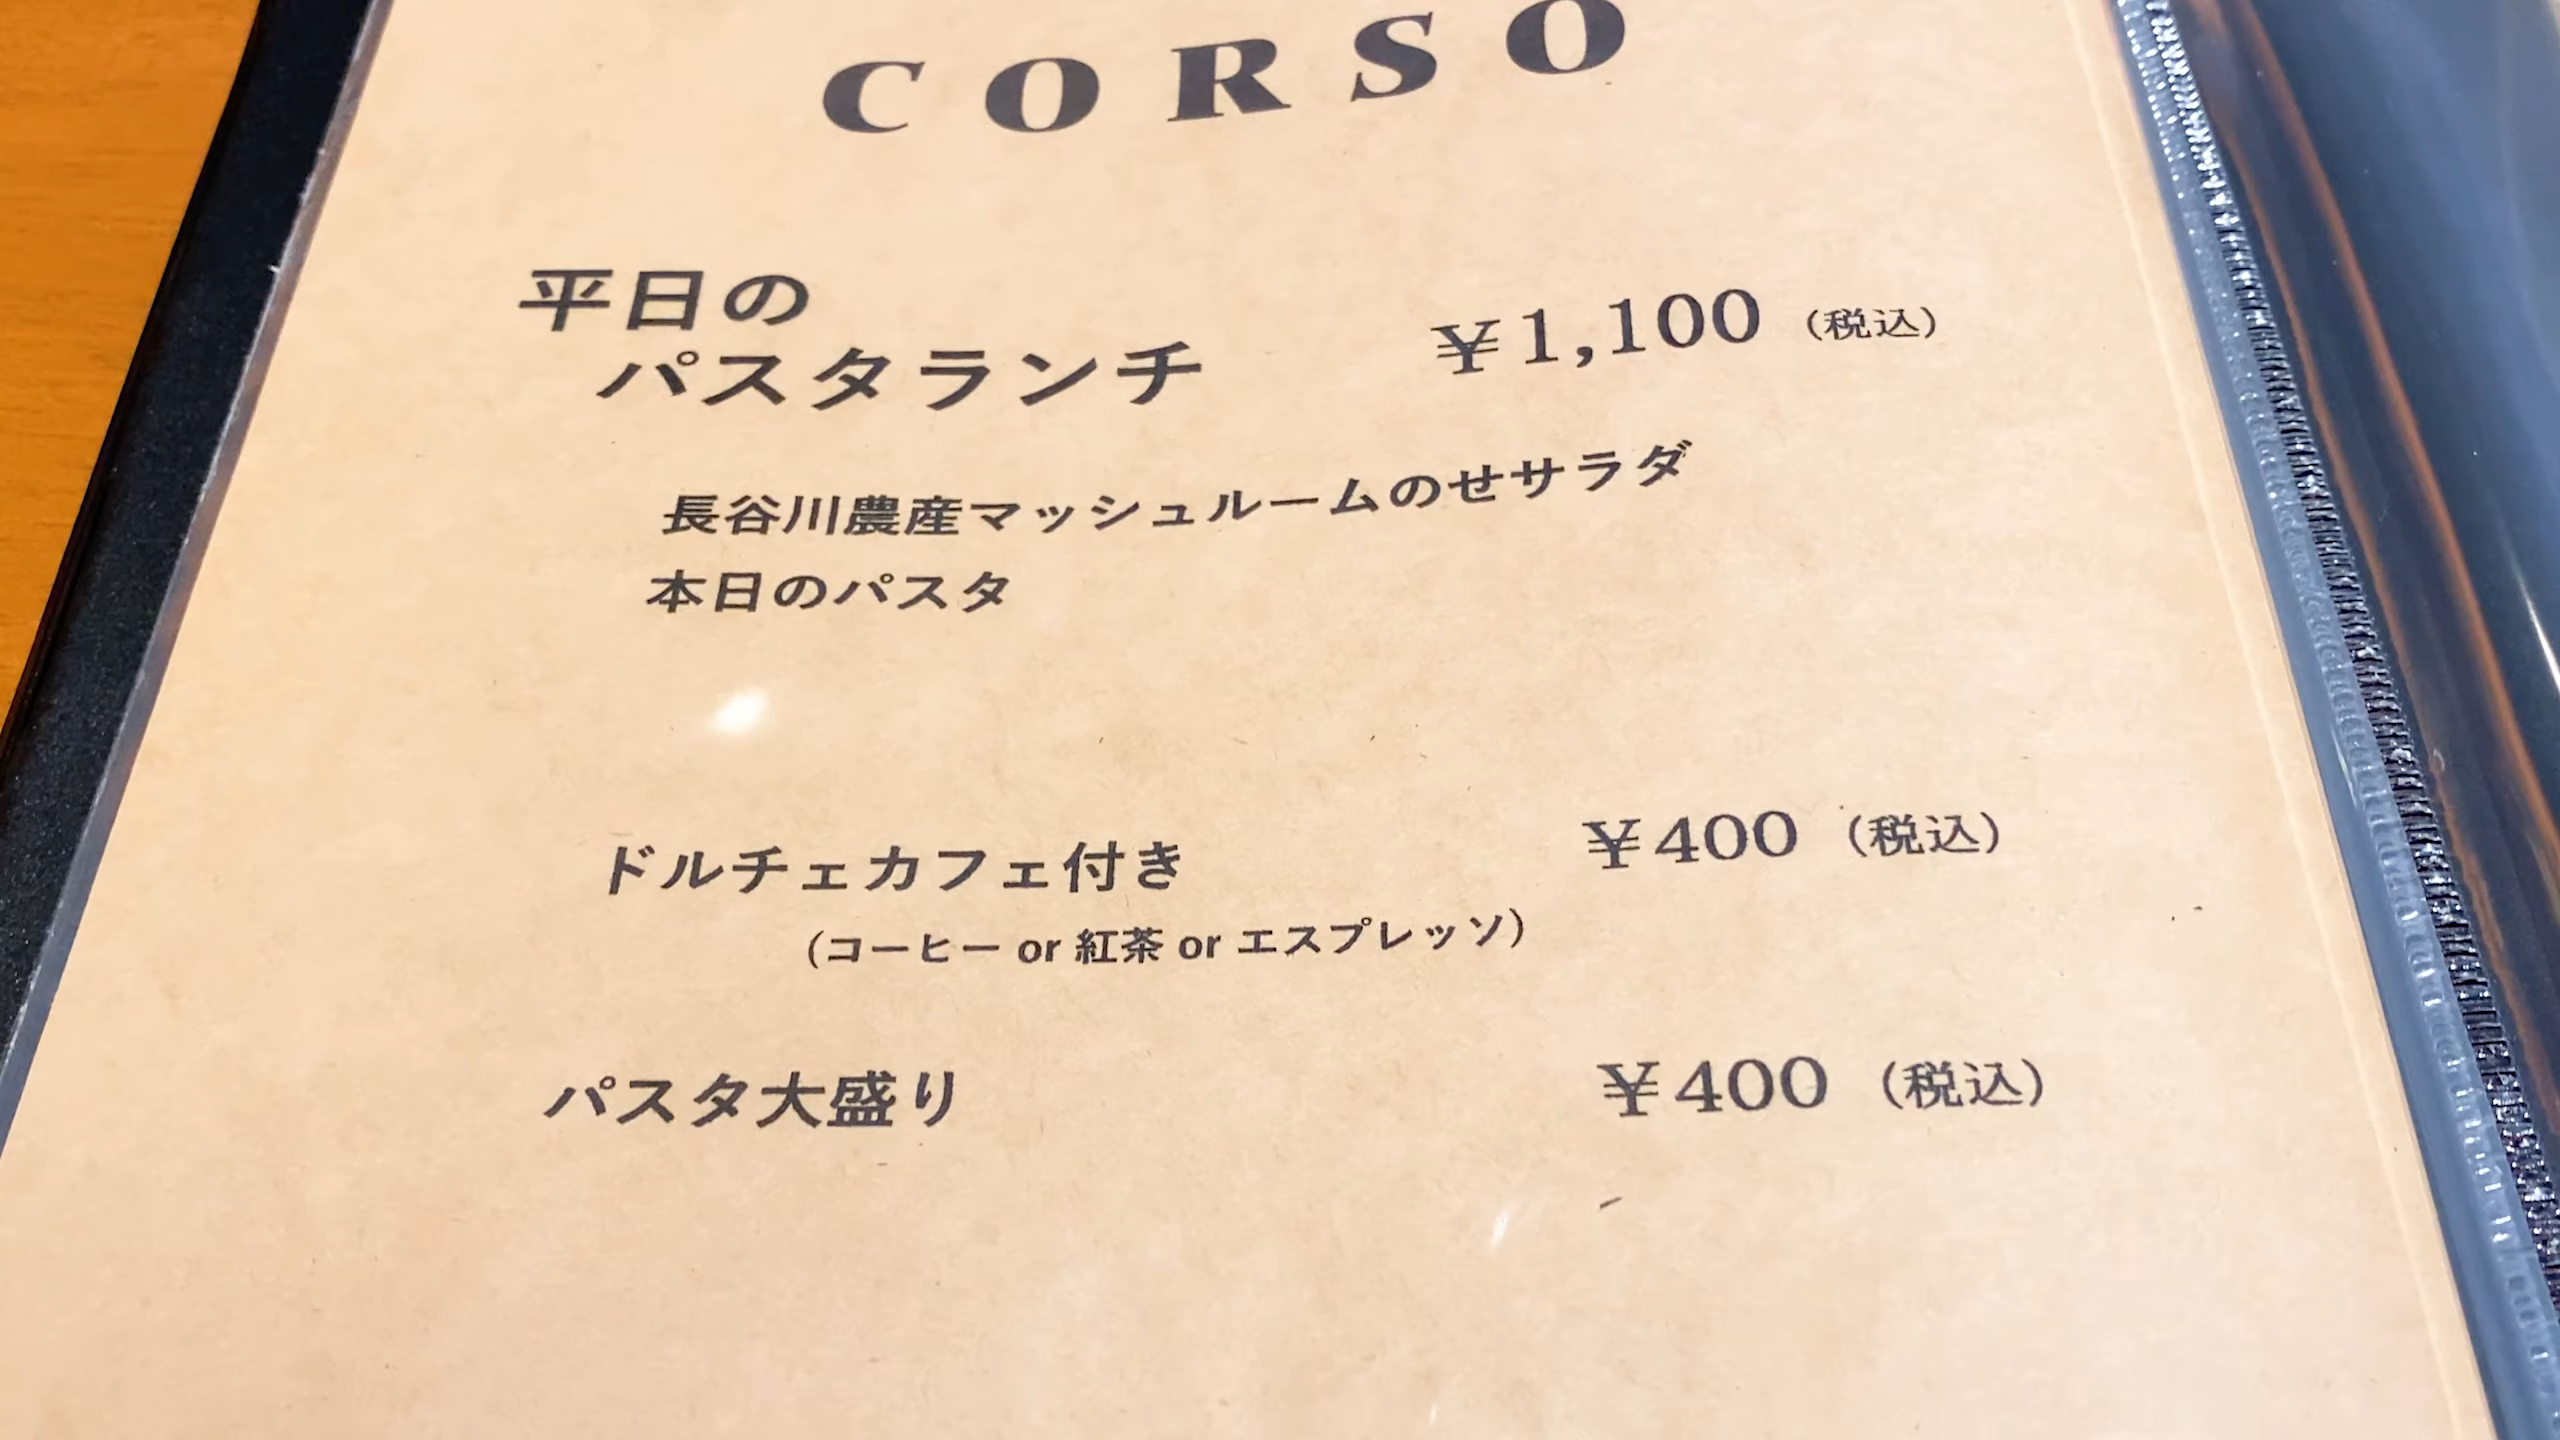 CORSO
平日の
パスタランチ ¥1,100 (税込)
長谷川農産マッシュルームのせサラダ
本日のパスタ
ドルチェカフェ付き ¥400 (税込)
(コーヒー or 紅茶 or エスプレッソ)
パスタ大盛り ¥400 (税込)